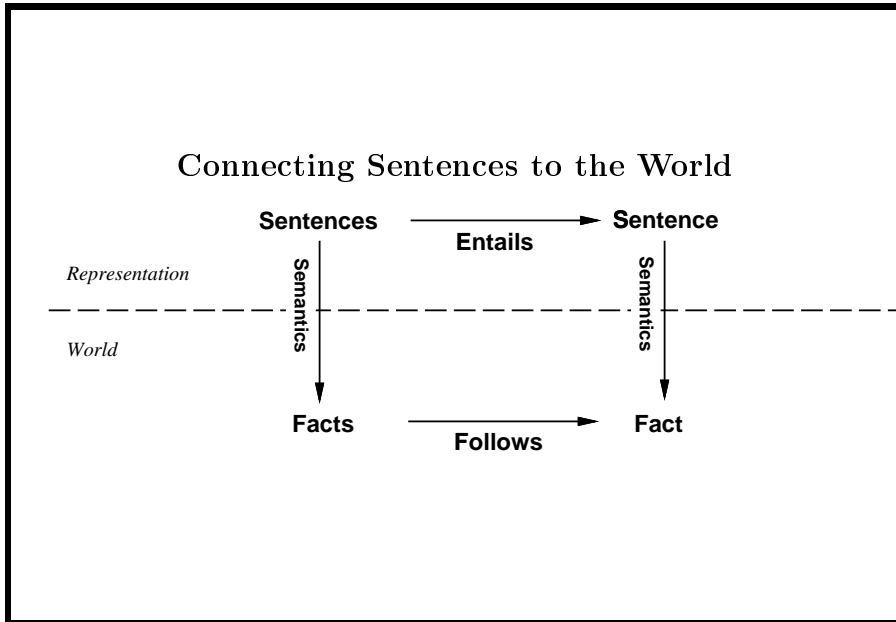 Connecting Sentences to the World
Sentences
Sentence
Entails
Semantics
Semantics
Representation
World
Facts
Fact
Follows